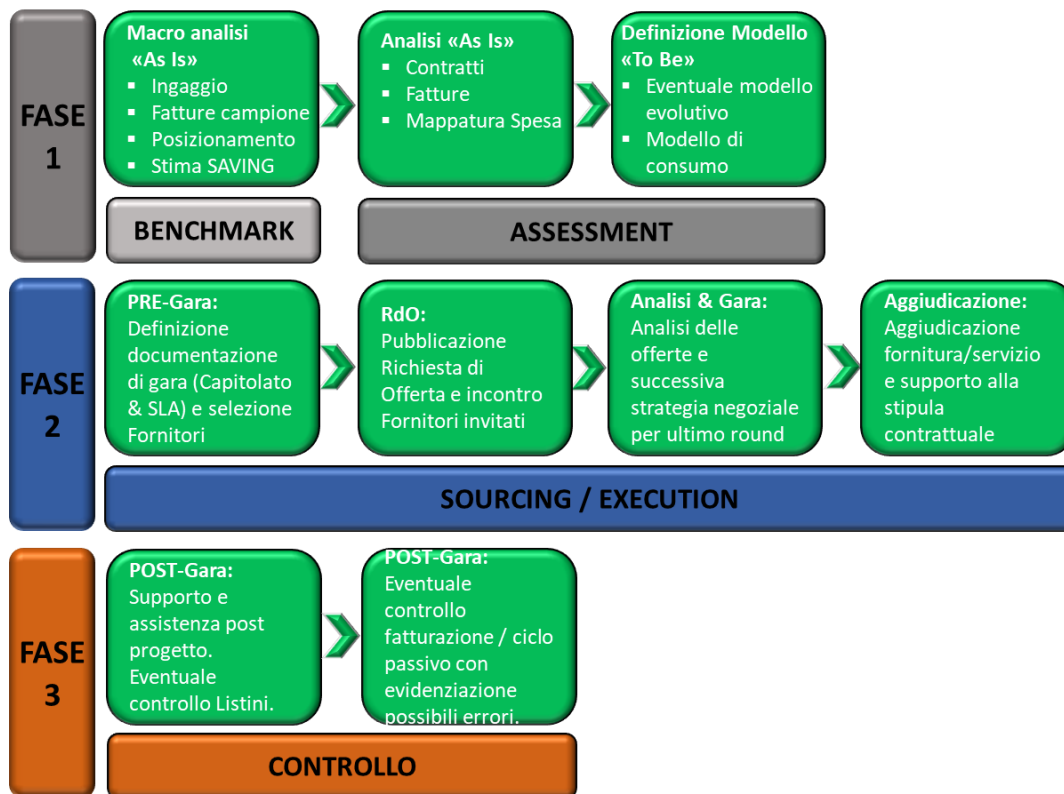 FASE
1
Macro analisi
«As Is»
▪ Ingaggio
▪ Fatture campione
▪ Posizionamento
▪ Stima SAVING
Analisi «As Is»
▪ Contratti
▪ Fatture
▪ Mappatura Spesa
Definizione Modello
«To Be»
▪ Eventuale modello
evolutivo
▪ Modello di
consumo
BENCHMARK
ASSESSMENT
FASE
2
PRE-Gara:
Definizione
documentazione
di gara (Capitolato
& SLA) e selezione
Fornitori
RdO:
Pubblicazione
Richiesta di
Offerta e incontro
Fornitori invitati
Analisi & Gara:
Analisi delle
offerte e
successiva
strategia negoziale
per ultimo round
Aggiudicazione:
Aggiudicazione
fornitura/servizio
e supporto alla
stipula
contrattuale
SOURCING / EXECUTION
FASE
3
POST-Gara:
Supporto e
assistenza post
progetto.
Eventuale
controllo Listini.
POST-Gara:
Eventuale
controllo
fatturazione / ciclo
passivo con
evidenziazione
possibili errori.
CONTROLLO